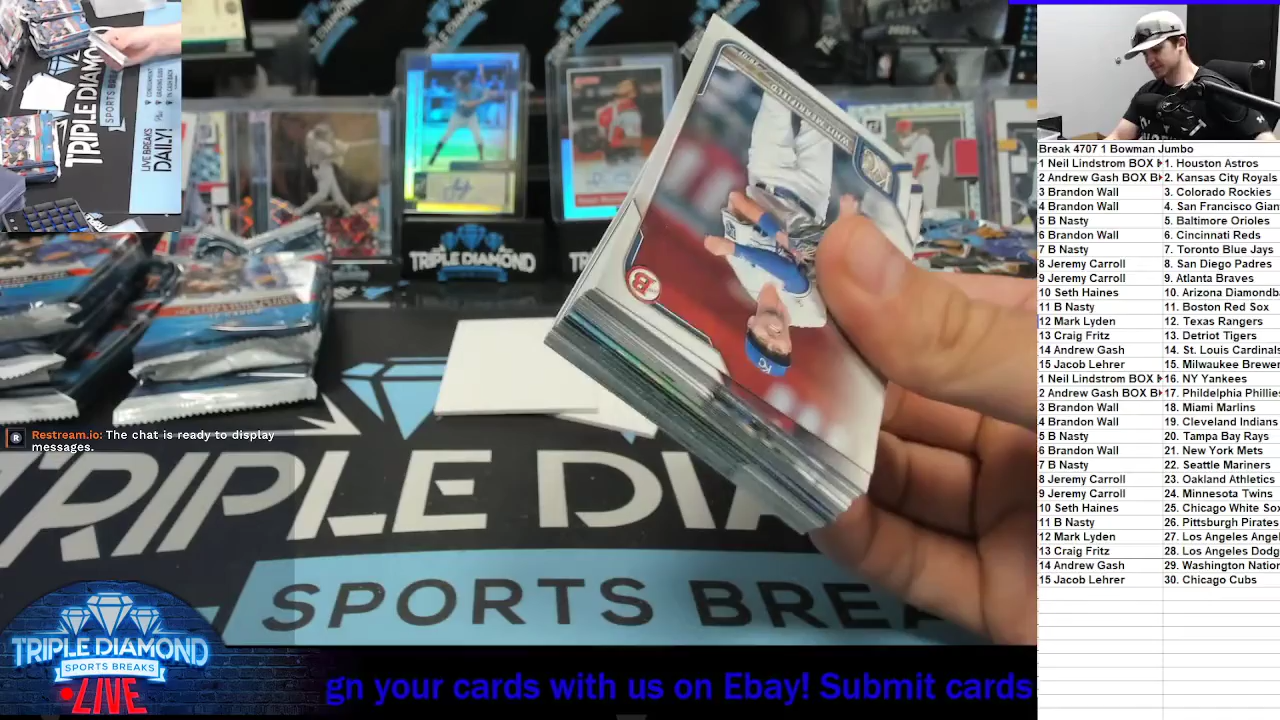 TRIPLE DIAMOND
SPORTS BREAKS
LIVE BREAKS
DAILY!
TRIPLE DIAMOND
WHIT MERRIFIELD
B
KC
Restream.io: The chat is ready to display
messages.
TRIPLE DIA
SPORTS BREA
TRIPLE DIAMOND
SPORTS BREAKS
LIVE
gn your cards with us on Ebay! Submit cards
Break 4707 1 Bowman Jumbo
1 Neil Lindstrom BOX 1. Houston Astros
2 Andrew Gash BOX B 2. Kansas City Royals
3 Brandon Wall 3. Colorado Rockies
4 Brandon Wall 4. San Francisco Gian
5 B Nasty 5. Baltimore Orioles
6 Brandon Wall 6. Cincinnati Reds
7 B Nasty 7. Toronto Blue Jays
8 Jeremy Carroll 8. San Diego Padres
9 Jeremy Carroll 9. Atlanta Braves
10 Seth Haines 10. Arizona Diamondb
11 B Nasty 11. Boston Red Sox
12 Mark Lyden 12. Texas Rangers
13 Craig Fritz 13. Detriot Tigers
14 Andrew Gash 14. St. Louis Cardinals
15 Jacob Lehrer 15. Milwaukee Brewer
1 Neil Lindstrom BOX 16. NY Yankees
2 Andrew Gash BOX B 17. Phildelphia Phillies
3 Brandon Wall 18. Miami Marlins
4 Brandon Wall 19. Cleveland Indians
5 B Nasty 20. Tampa Bay Rays
6 Brandon Wall 21. New York Mets
7 B Nasty 22. Seattle Mariners
8 Jeremy Carroll 23. Oakland Athletics
9 Jeremy Carroll 24. Minnesota Twins
10 Seth Haines 25. Chicago White So
11 B Nasty 26. Pittsburgh Pirates
12 Mark Lyden 27. Los Angeles Angel
13 Craig Fritz 28. Los Angeles Dodg
14 Andrew Gash 29. Washington Nation
15 Jacob Lehrer 30. Chicago Cubs